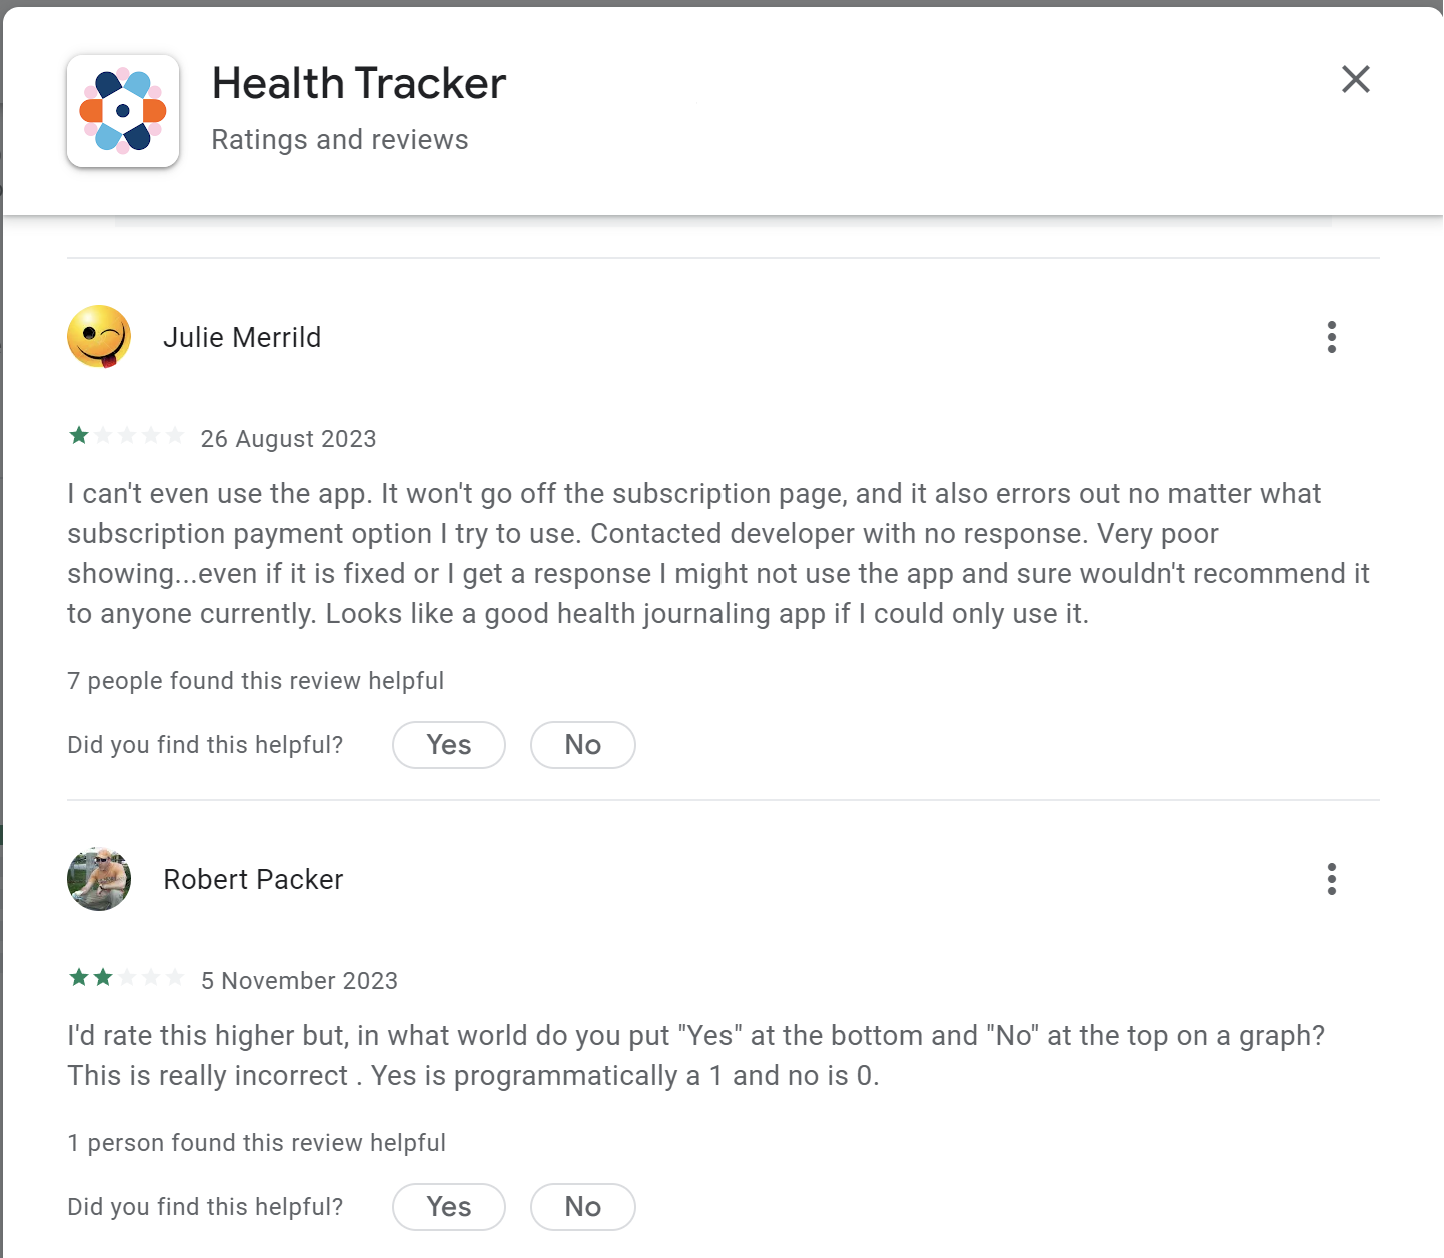 Health Tracker
Ratings and reviews
Julie Merrild
26 August 2023
I can't even use the app. It won't go off the subscription page, and it also errors out no matter what
subscription payment option I try to use. Contacted developer with no response. Very poor
showing...even if it is fixed or I get a response I might not use the app and sure wouldn't recommend it
to anyone currently. Looks like a good health journaling app if I could only use it.
7 people found this review helpful
Did you find this helpful?
Yes
No
Robert Packer
5 November 2023
I'd rate this higher but, in what world do you put "Yes" at the bottom and "No" at the top on a graph?
This is really incorrect . Yes is programmatically a 1 and no is 0.
1 person found this review helpful
Did you find this helpful?
Yes
No